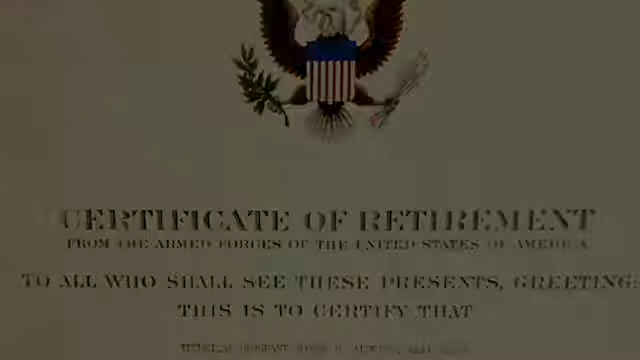 CERTIFICATE OF RETIREMENT
FROM THE ARMED FORCES OF THE UNITED STATES OF AMERICA
TO ALL WHO SHALL SEE THESE PRESENTS, GREETING:
THIS IS TO CERTIFY THAT